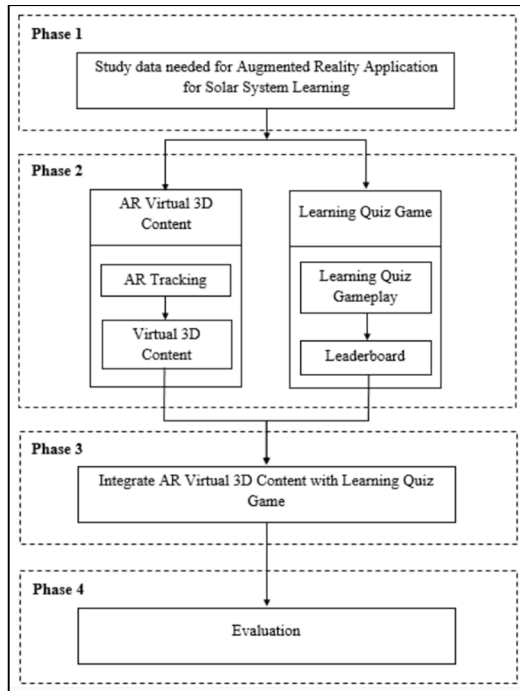 Phase 1
Study data needed for Augmented Reality Application
for Solar System Learning
Phase 2
AR Virtual 3D
Content
AR Tracking
Virtual 3D
Content
Learning Quiz Game
Learning Quiz
Gameplay
Leaderboard
Phase 3
Integrate AR Virtual 3D Content with Learning Quiz
Game
Phase 4
Evaluation